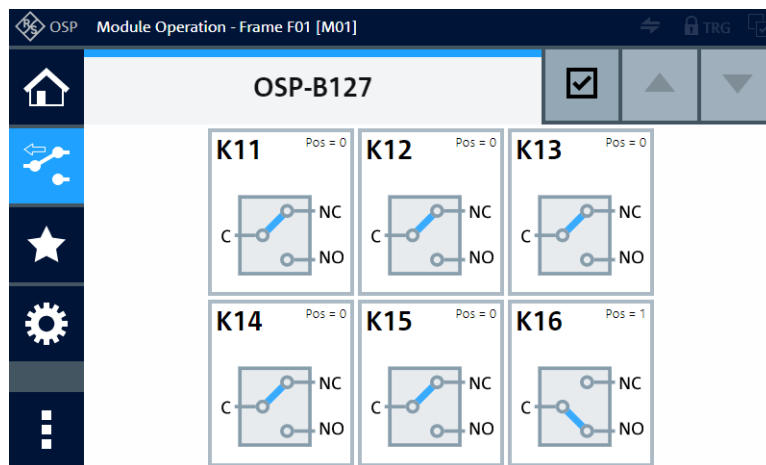 R&S OSP Module Operation - Frame F01 [M01] TRG
OSP-B127
K11 Pos = 0 K12 Pos = 0 K13 Pos = 0
NC NC NC
C C C
NO NO NO
K14 Pos = 0 K15 Pos = 0 K16 Pos = 1
NC NC NC
C C C
NO NO NO